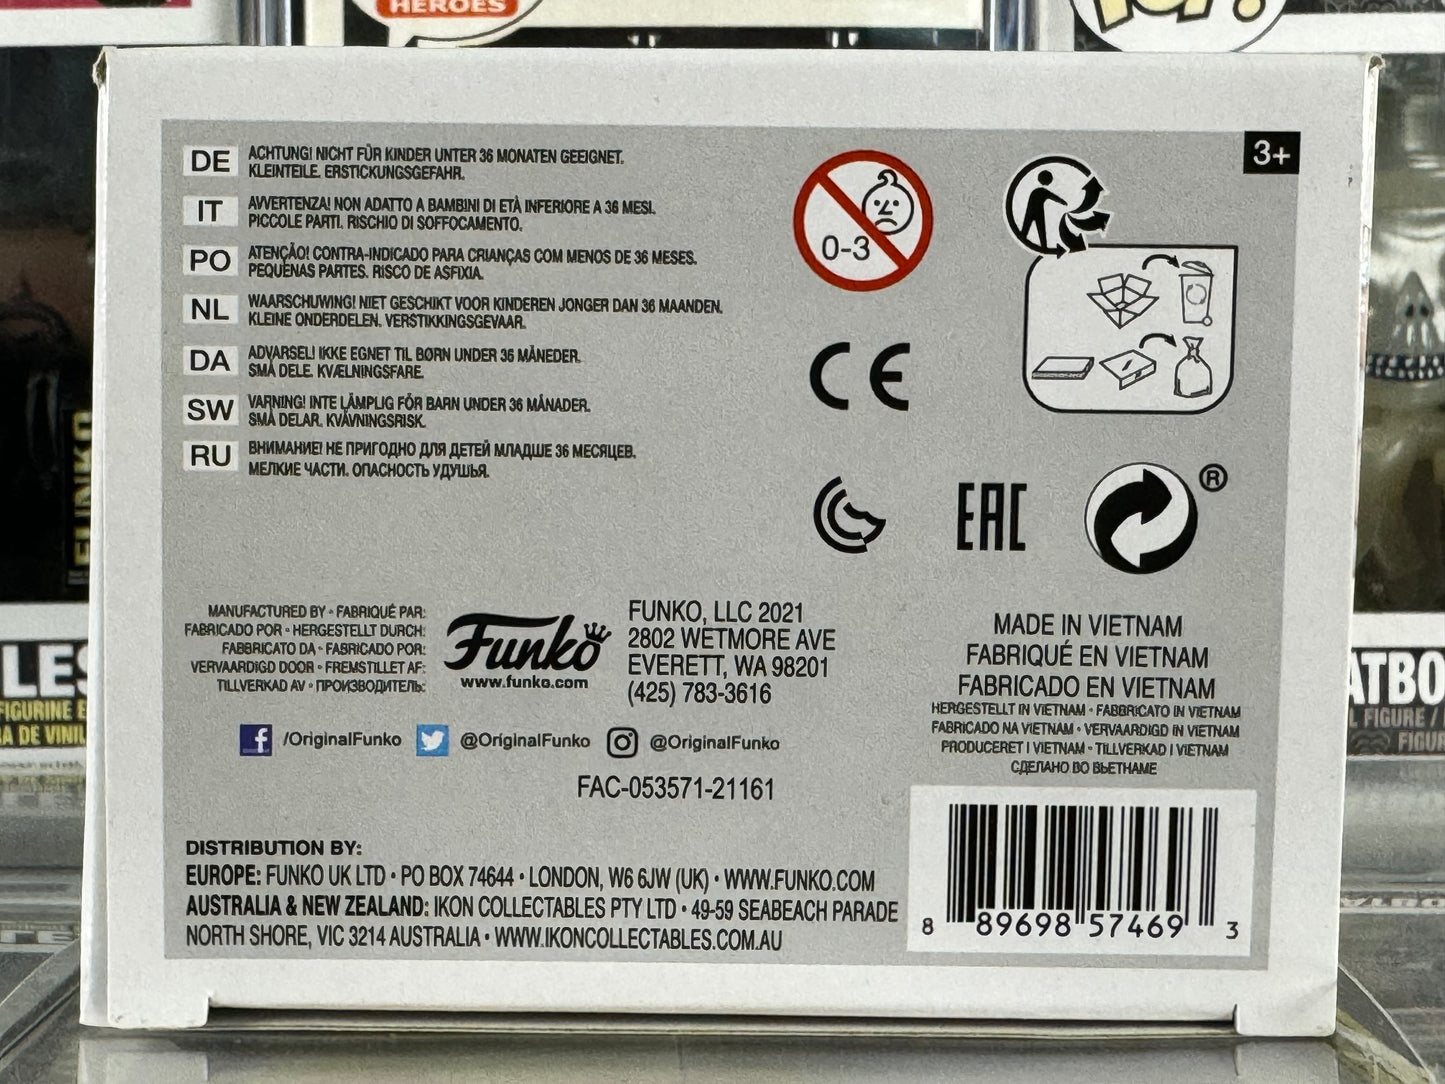 HEROES
POP!
3+
DE
ACHTUNG! NICHT FÜR KINDER UNTER 36 MONATEN GEEIGNET.
KLEINTEILE. ERSTICKUNGSGEFAHR.
IT
AVVERTENZA! NON ADATTO A BAMBINI DI ETÀ INFERIORE A 36 MESI.
PICCOLE PARTI. RISCHIO DI SOFFOCAMENTO.
PO
ATENÇÃO! CONTRA-INDICADO PARA CRIANÇAS COM MENOS DE 36 MESES.
PEQUENAS PARTES. RISCO DE ASFIXIA.
NL
WAARSCHUWING! NIET GESCHIKT VOOR KINDEREN JONGER DAN 36 MAANDEN.
KLEINE ONDERDELEN. VERSTIKKINGSGEVAAR.
DA
ADVARSEL! IKKE EGNET TIL BØRN UNDER 36 MÅNEDER.
SMÅ DELE. KVÆLNINGSFARE.
SW
VARNING! INTE LÄMPLIG FÖR BARN UNDER 36 MÅNADER.
SMÅ DELAR. KVÄVNINGSRISK.
RU
ВНИМАНИЕ! НЕ ПРИГОДНО ДЛЯ ДЕТЕЙ МЛАДШЕ 36 МЕСЯЦЕВ.
МЕЛКИЕ ЧАСТИ. ОПАСНОСТЬ УДУШЬЯ.
0-3
CE
EAC
®
MANUFACTURED BY • FABRIQUÉ PAR:
FABRICADO POR • HERGESTELLT DURCH:
FABBRICATO DA • FABRICADO POR:
VERVAARDIGD DOOR • FREMSTILLET AF:
TILLVERKAD AV • ПРОИЗВОДИТЕЛЬ:
Funko
www.funko.com
FUNKO, LLC 2021
2802 WETMORE AVE
EVERETT, WA 98201
(425) 783-3616
/OriginalFunko
@OriginalFunko
@OriginalFunko
FAC-053571-21161
MADE IN VIETNAM
FABRIQUÉ EN VIETNAM
FABRICADO EN VIETNAM
HERGESTELLT IN VIETNAM • FABBRICATO IN VIETNAM
FABRICADO NA VIETNAM • VERVAARDIGD IN VIETNAM
PRODUCERET I VIETNAM • TILLVERKAD I VIETNAM
СДЕЛАНО ВО ВЬЕТНАМЕ
DISTRIBUTION BY:
EUROPE: FUNKO UK LTD • PO BOX 74644 • LONDON, W6 6JW (UK) • WWW.FUNKO.COM
AUSTRALIA & NEW ZEALAND: IKON COLLECTABLES PTY LTD • 49-59 SEABEACH PARADE
NORTH SHORE, VIC 3214 AUSTRALIA • WWW.IKONCOLLECTABLES.COM.AU
8 89698 57469 3
FUNKO
LES
FIGURINE
DE VINIL
ATBO
FIGURE /
FIGUR